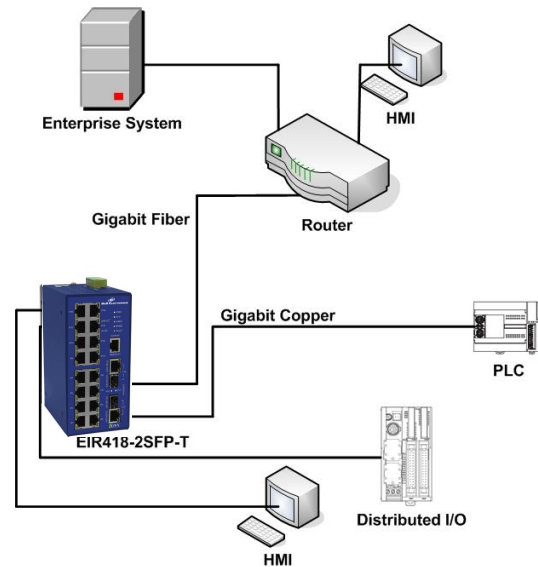 Enterprise System
HMI
Router
Gigabit Fiber
Gigabit Copper
PLC
EIR418-2SFP-T
Distributed I/O
HMI